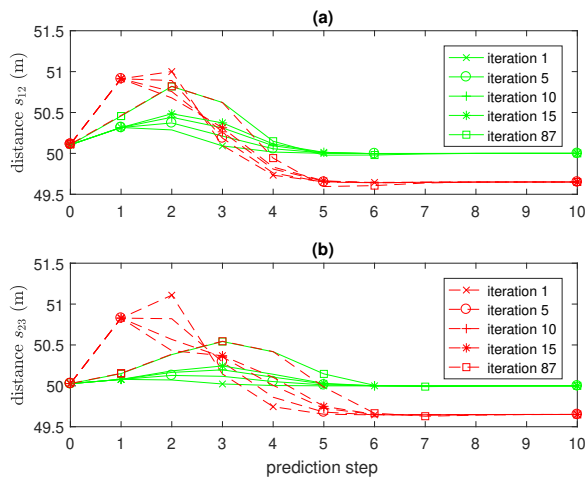 (a)
51.5
51
50.5
50
49.5
distance s12 (m)
iteration 1
iteration 5
iteration 10
iteration 15
iteration 87
0 1 2 3 4 5 6 7 8 9 10
(b)
51.5
51
50.5
50
49.5
distance s23 (m)
iteration 1
iteration 5
iteration 10
iteration 15
iteration 87
0 1 2 3 4 5 6 7 8 9 10
prediction step